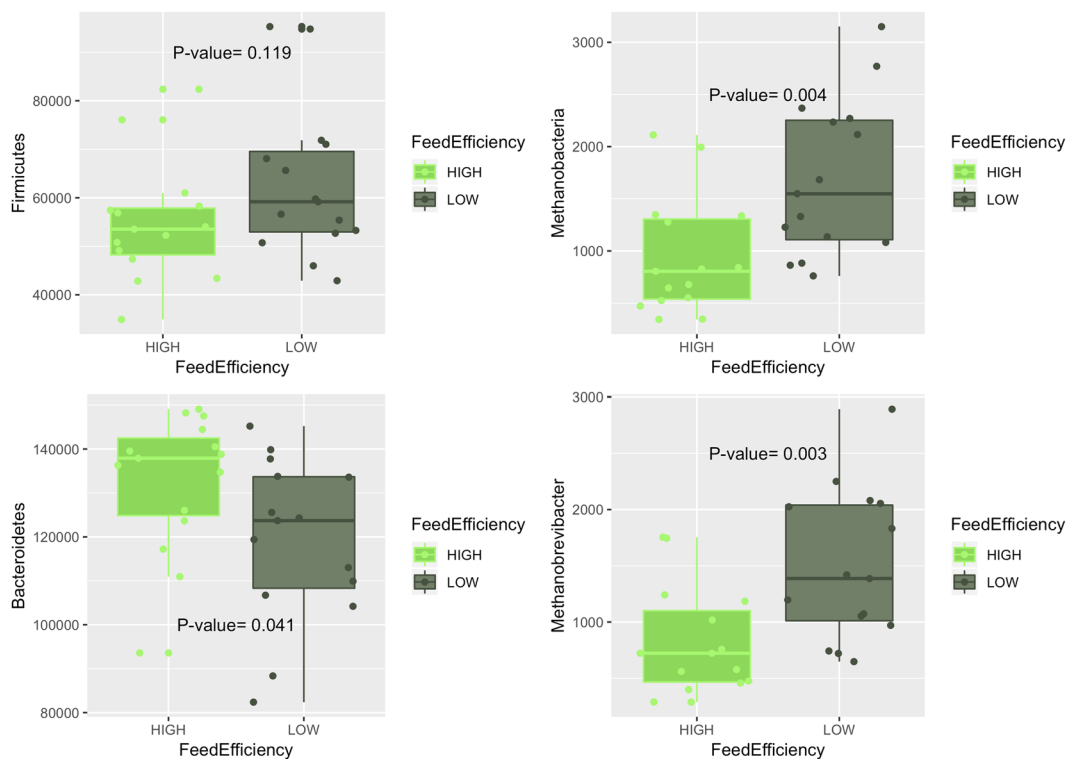 P-value= 0.119
80000
60000
40000
Firmicutes
HIGH
LOW
FeedEfficiency
FeedEfficiency
HIGH
LOW
P-value= 0.004
3000
2000
1000
Methanobacteria
HIGH
LOW
FeedEfficiency
FeedEfficiency
HIGH
LOW
140000
120000
100000
80000
Bacteroidetes
P-value= 0.041
HIGH
LOW
FeedEfficiency
FeedEfficiency
HIGH
LOW
3000
2000
1000
Methanobrevibacter
P-value= 0.003
HIGH
LOW
FeedEfficiency
FeedEfficiency
HIGH
LOW